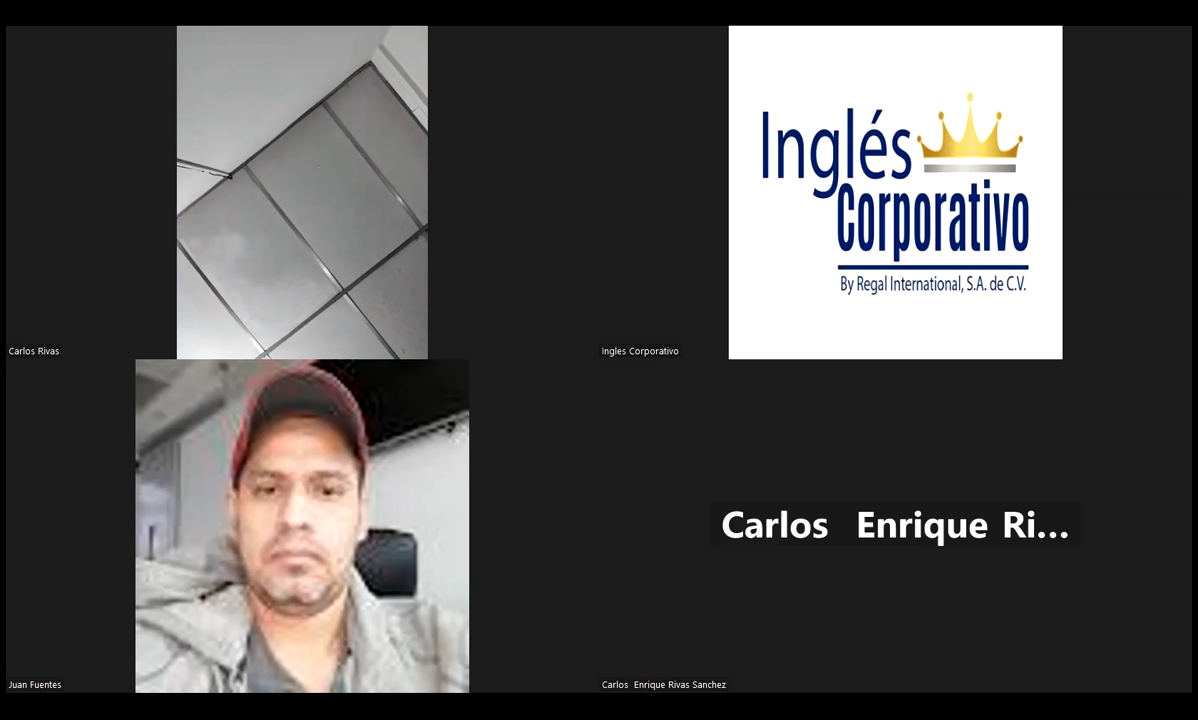 Inglés
Corporativo
By Regal International, S.A. de C.V.
Carlos Rivas
Ingles Corporativo
Carlos Enrique Ri...
Juan Fuentes
Carlos Enrique Rivas Sanchez